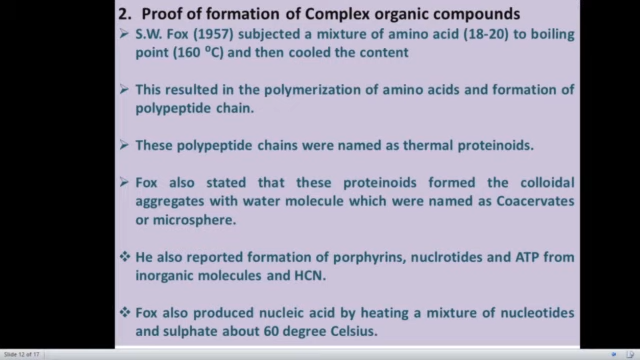 2. Proof of formation of Complex organic compounds
➢ S.W. Fox (1957) subjected a mixture of amino acid (18-20) to boiling
point (160 ⁰C) and then cooled the content
➢ This resulted in the polymerization of amino acids and formation of
polypeptide chain.
➢ These polypeptide chains were named as thermal proteinoids.
➢ Fox also stated that these proteinoids formed the colloidal
aggregates with water molecule which were named as Coacervates
or microsphere.
❖ He also reported formation of porphyrins, nuclrotides and ATP from
inorganic molecules and HCN.
❖ Fox also produced nucleic acid by heating a mixture of nucleotides
and sulphate about 60 degree Celsius.
Slide 12 of 17